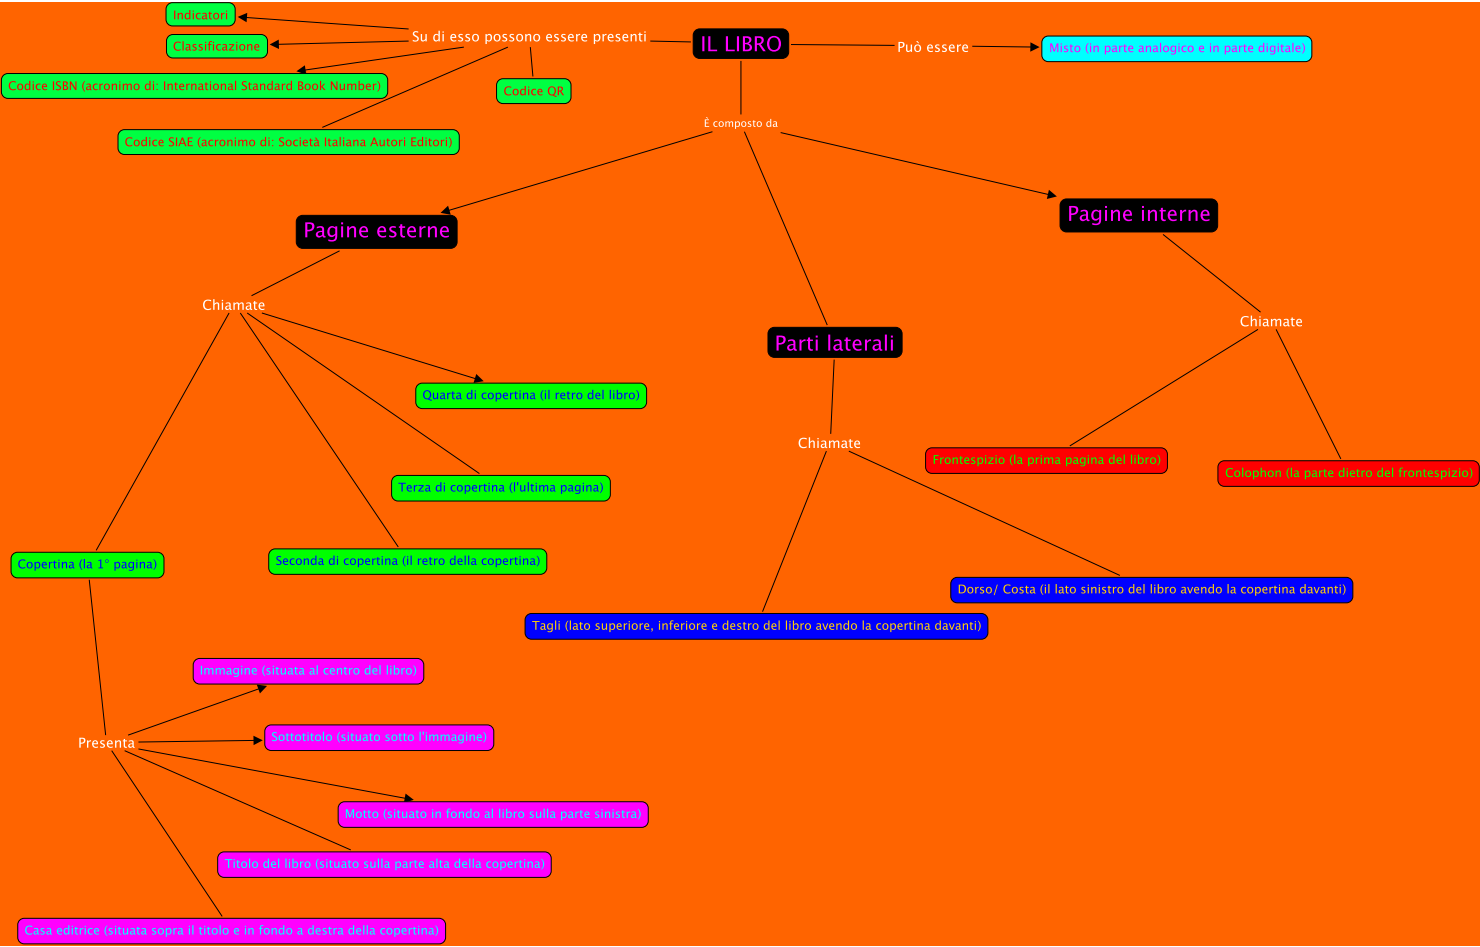 Indicatori
Su di esso possono essere presenti
IL LIBRO
Può essere
Misto (in parte analogico e in parte digitale)
Classificazione
Codice ISBN (acronimo di: International Standard Book Number)
Codice QR
Codice SIAE (acronimo di: Società Italiana Autori Editori)
È composto da
Pagine esterne
Pagine interne
Chiamate
Chiamate
Parti laterali
Quarta di copertina (il retro del libro)
Chiamate
Frontespizio (la prima pagina del libro)
Colophon (la parte dietro del frontespizio)
Terza di copertina (l'ultima pagina)
Copertina (la 1° pagina)
Seconda di copertina (il retro della copertina)
Dorso/ Costa (il lato sinistro del libro avendo la copertina davanti)
Tagli (lato superiore, inferiore e destro del libro avendo la copertina davanti)
Immagine (situata al centro del libro)
Presenta
Sottotitolo (situato sotto l'immagine)
Motto (situato in fondo al libro sulla parte sinistra)
Titolo del libro (situato sulla parte alta della copertina)
Casa editrice (situata sopra il titolo e in fondo a destra della copertina)